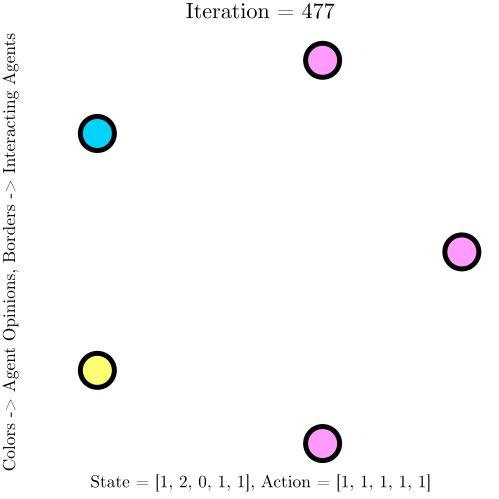 Iteration = 477
Colors -> Agent Opinions, Borders -> Interacting Agents
State = [1, 2, 0, 1, 1], Action = [1, 1, 1, 1, 1]